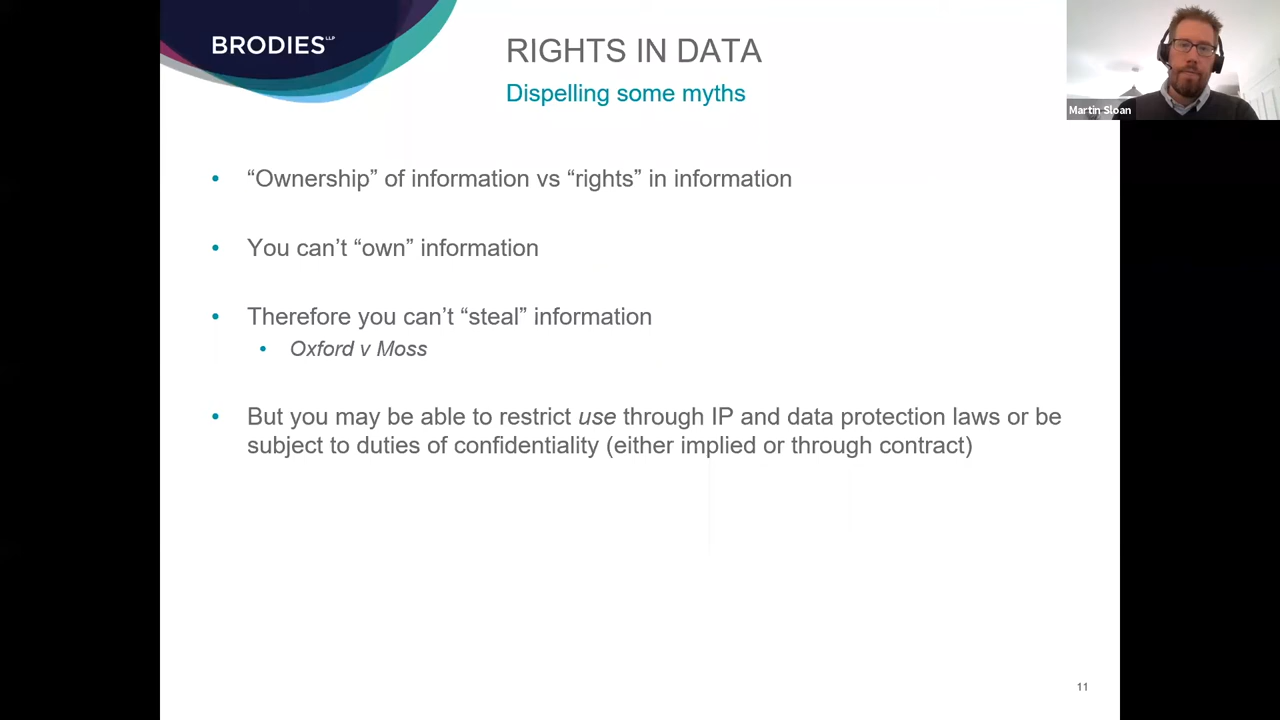 BRODIES LLP
RIGHTS IN DATA
Dispelling some myths
Martin Sloan
• “Ownership” of information vs “rights” in information
• You can’t “own” information
• Therefore you can’t “steal” information
• Oxford v Moss
• But you may be able to restrict use through IP and data protection laws or be
subject to duties of confidentiality (either implied or through contract)
11